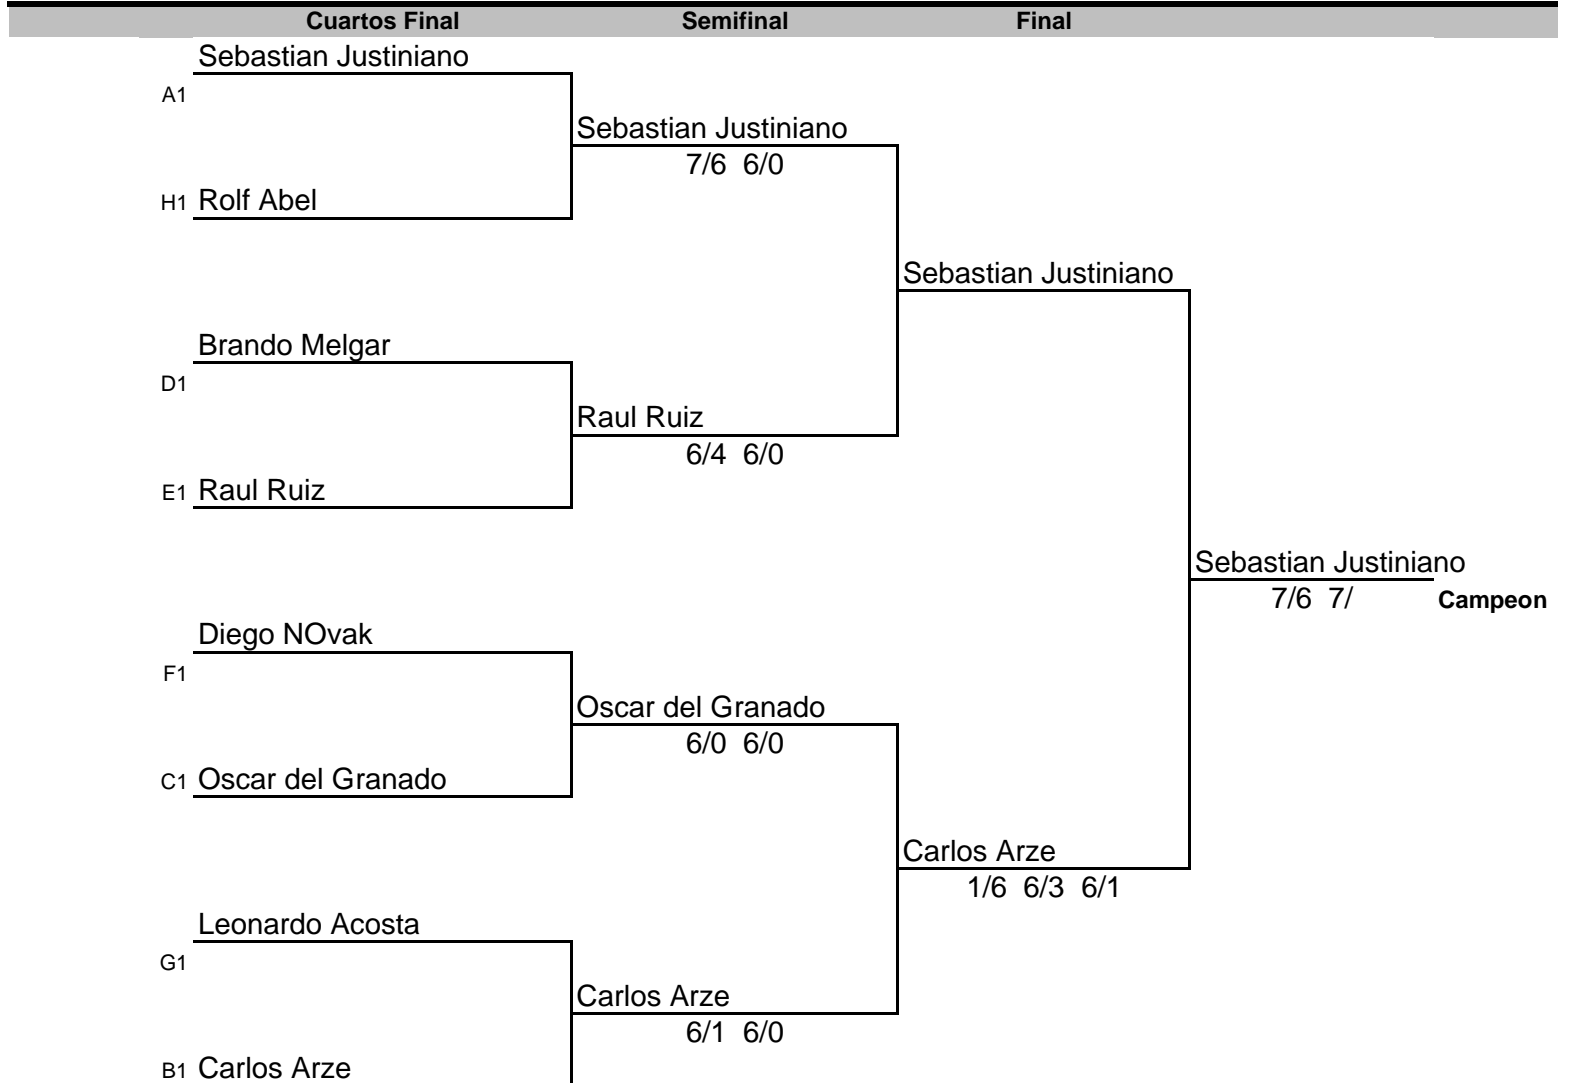 Cuartos Final Semifinal Final
Sebastian Justiniano
A1
Sebastian Justiniano
7/6 6/0
H1 Rolf Abel
Sebastian Justiniano
Brando Melgar
D1
Raul Ruiz
6/4 6/0
E1 Raul Ruiz
Sebastian Justiniano
7/6 7/ Campeon
Diego NOvak
F1
Oscar del Granado
6/0 6/0
C1 Oscar del Granado
Carlos Arze
1/6 6/3 6/1
Leonardo Acosta
G1
Carlos Arze
6/1 6/0
B1 Carlos Arze